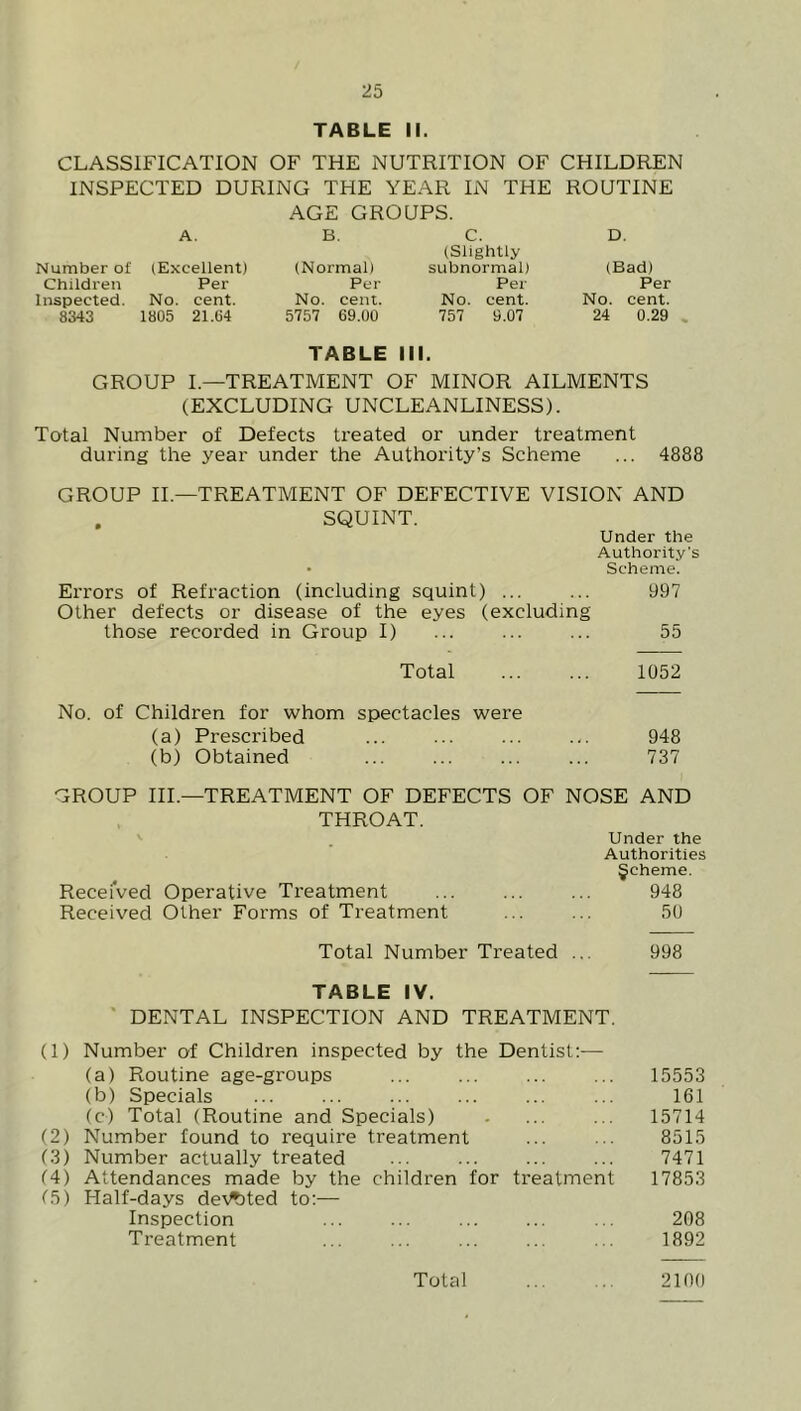 25
TABLE II.
CLASSIFICATION OF THE NUTRITION OF CHILDREN
INSPECTED DURING THE YEAR IN THE ROUTINE
AGE GROUPS.
A. B. C. D.
(Slightly
Number of (Excellent) (Normal) subnormal) (Bad)
Children Per Per Per Per
Inspected. No. cent. No. cent. No. cent. No. cent.
8343 1805 21.64 5757 69.00 757 9.07 24 0.29
TABLE III.
GROUP I.—TREATMENT OF MINOR AILMENTS
(EXCLUDING UNCLEANLINESS).
Total Number of Defects treated or under treatment
during the year under the Authority's Scheme ... 4888
GROUP II.—TREATMENT OF DEFECTIVE VISION AND
SQUINT.
Under the
Authority's
Scheme.
Errors of Refraction (including squint) ... ... 997
Other defects or disease of the eyes (excluding
those recorded in Group I) ... ... ... 55
Total ... ... 1052
No. of Children for whom spectacles were
(a) Prescribed ... ... ... ... 948
(b) Obtained ... ... ... ... 737
GROUP III.—TREATMENT OF DEFECTS OF NOSE AND
THROAT.
Under the
Authorities
Scheme.
Received Operative Treatment ... ... ... 948
Received Other Forms of Treatment ... ... 50
Total Number Treated ... 998
TABLE IV.
DENTAL INSPECTION AND TREATMENT.
(1) Number of Children inspected by the Dentist:—
(a) Routine age-groups ... ... ... ... 15553
(b) Specials ... ... ... ... ... ... 161
(c) Total (Routine and Specials) . ... ... 15714
(2) Number found to require treatment ... ... 8515
(3) Number actually treated ... ... ... ... 7471
(4) Attendances made by the children for treatment 17853
(5) Half-days devoted to:—
Inspection ... ... ... ... ... 208
Treatment ... ... ... ... ... 1892
Total ... ... 2100